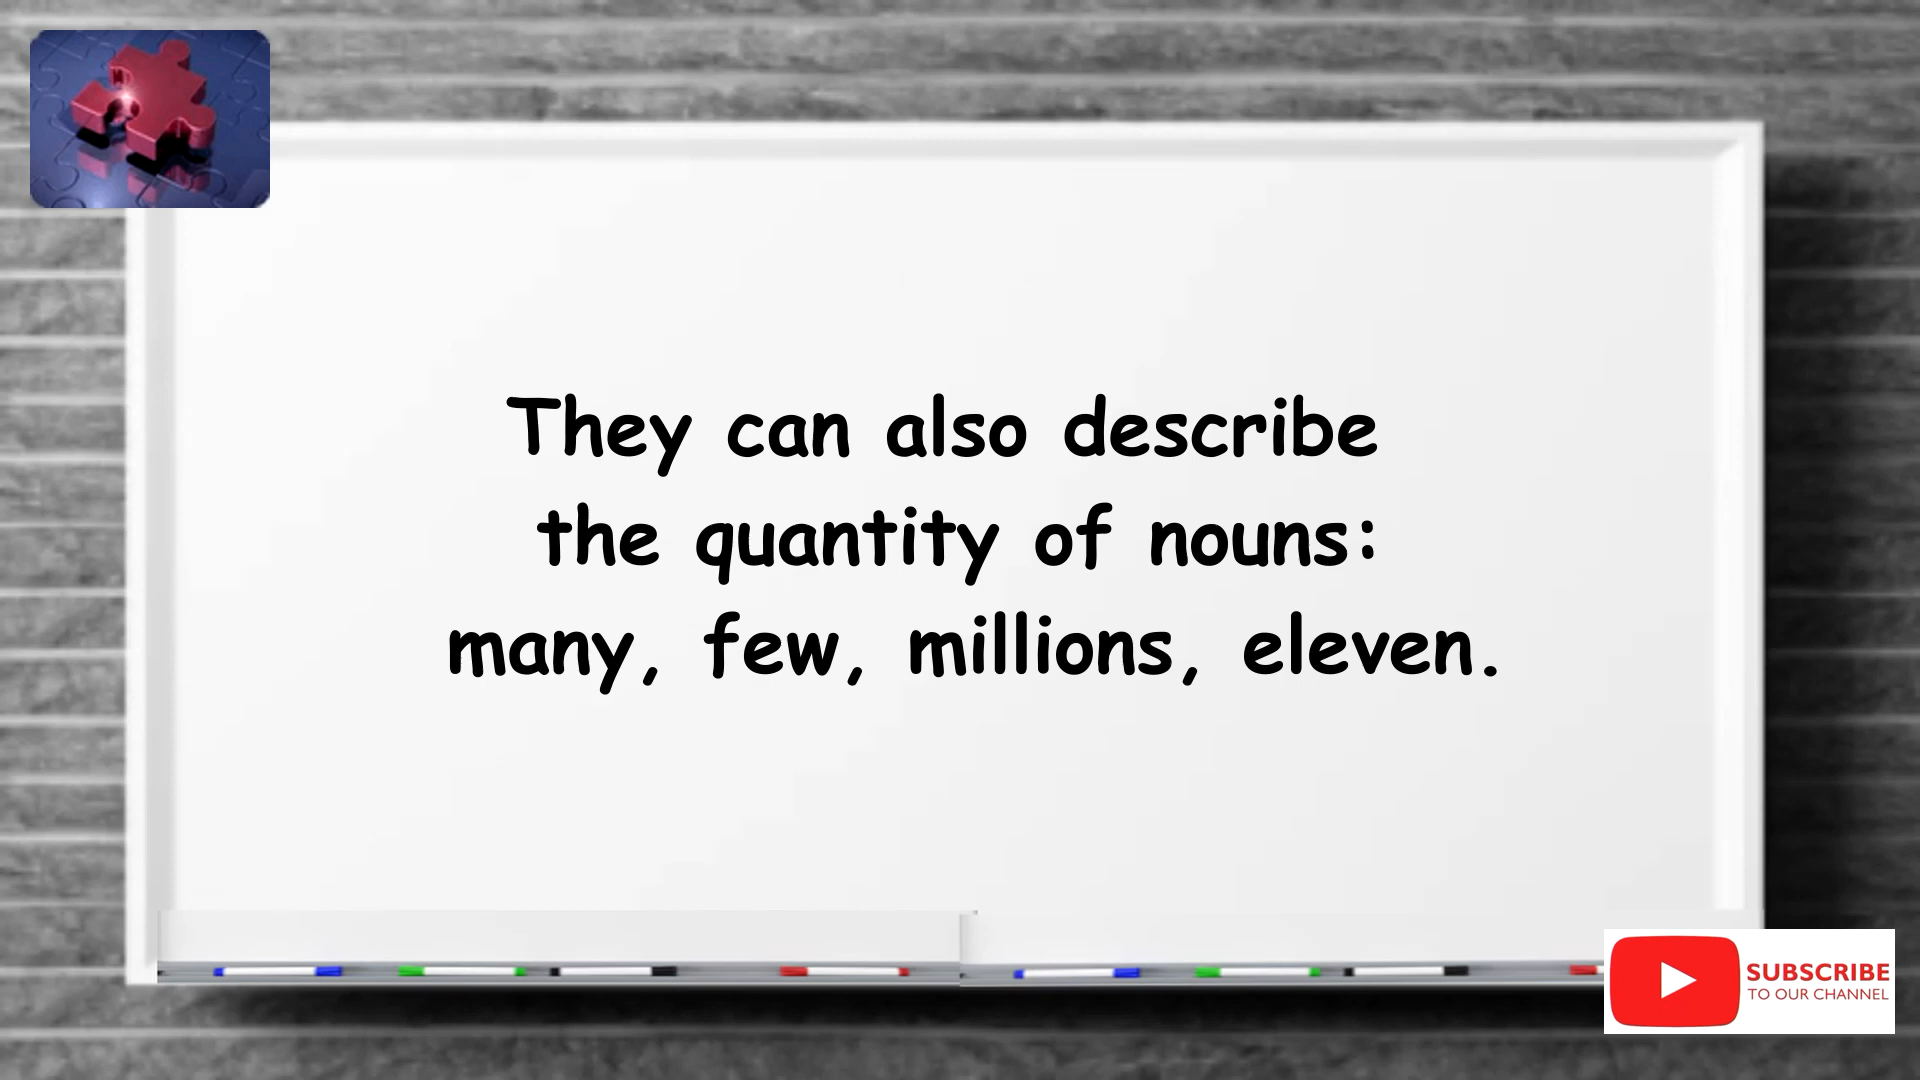 They can also describe
the quantity of nouns:
many, few, millions, eleven.
SUBSCRIBE
TO OUR CHANNEL